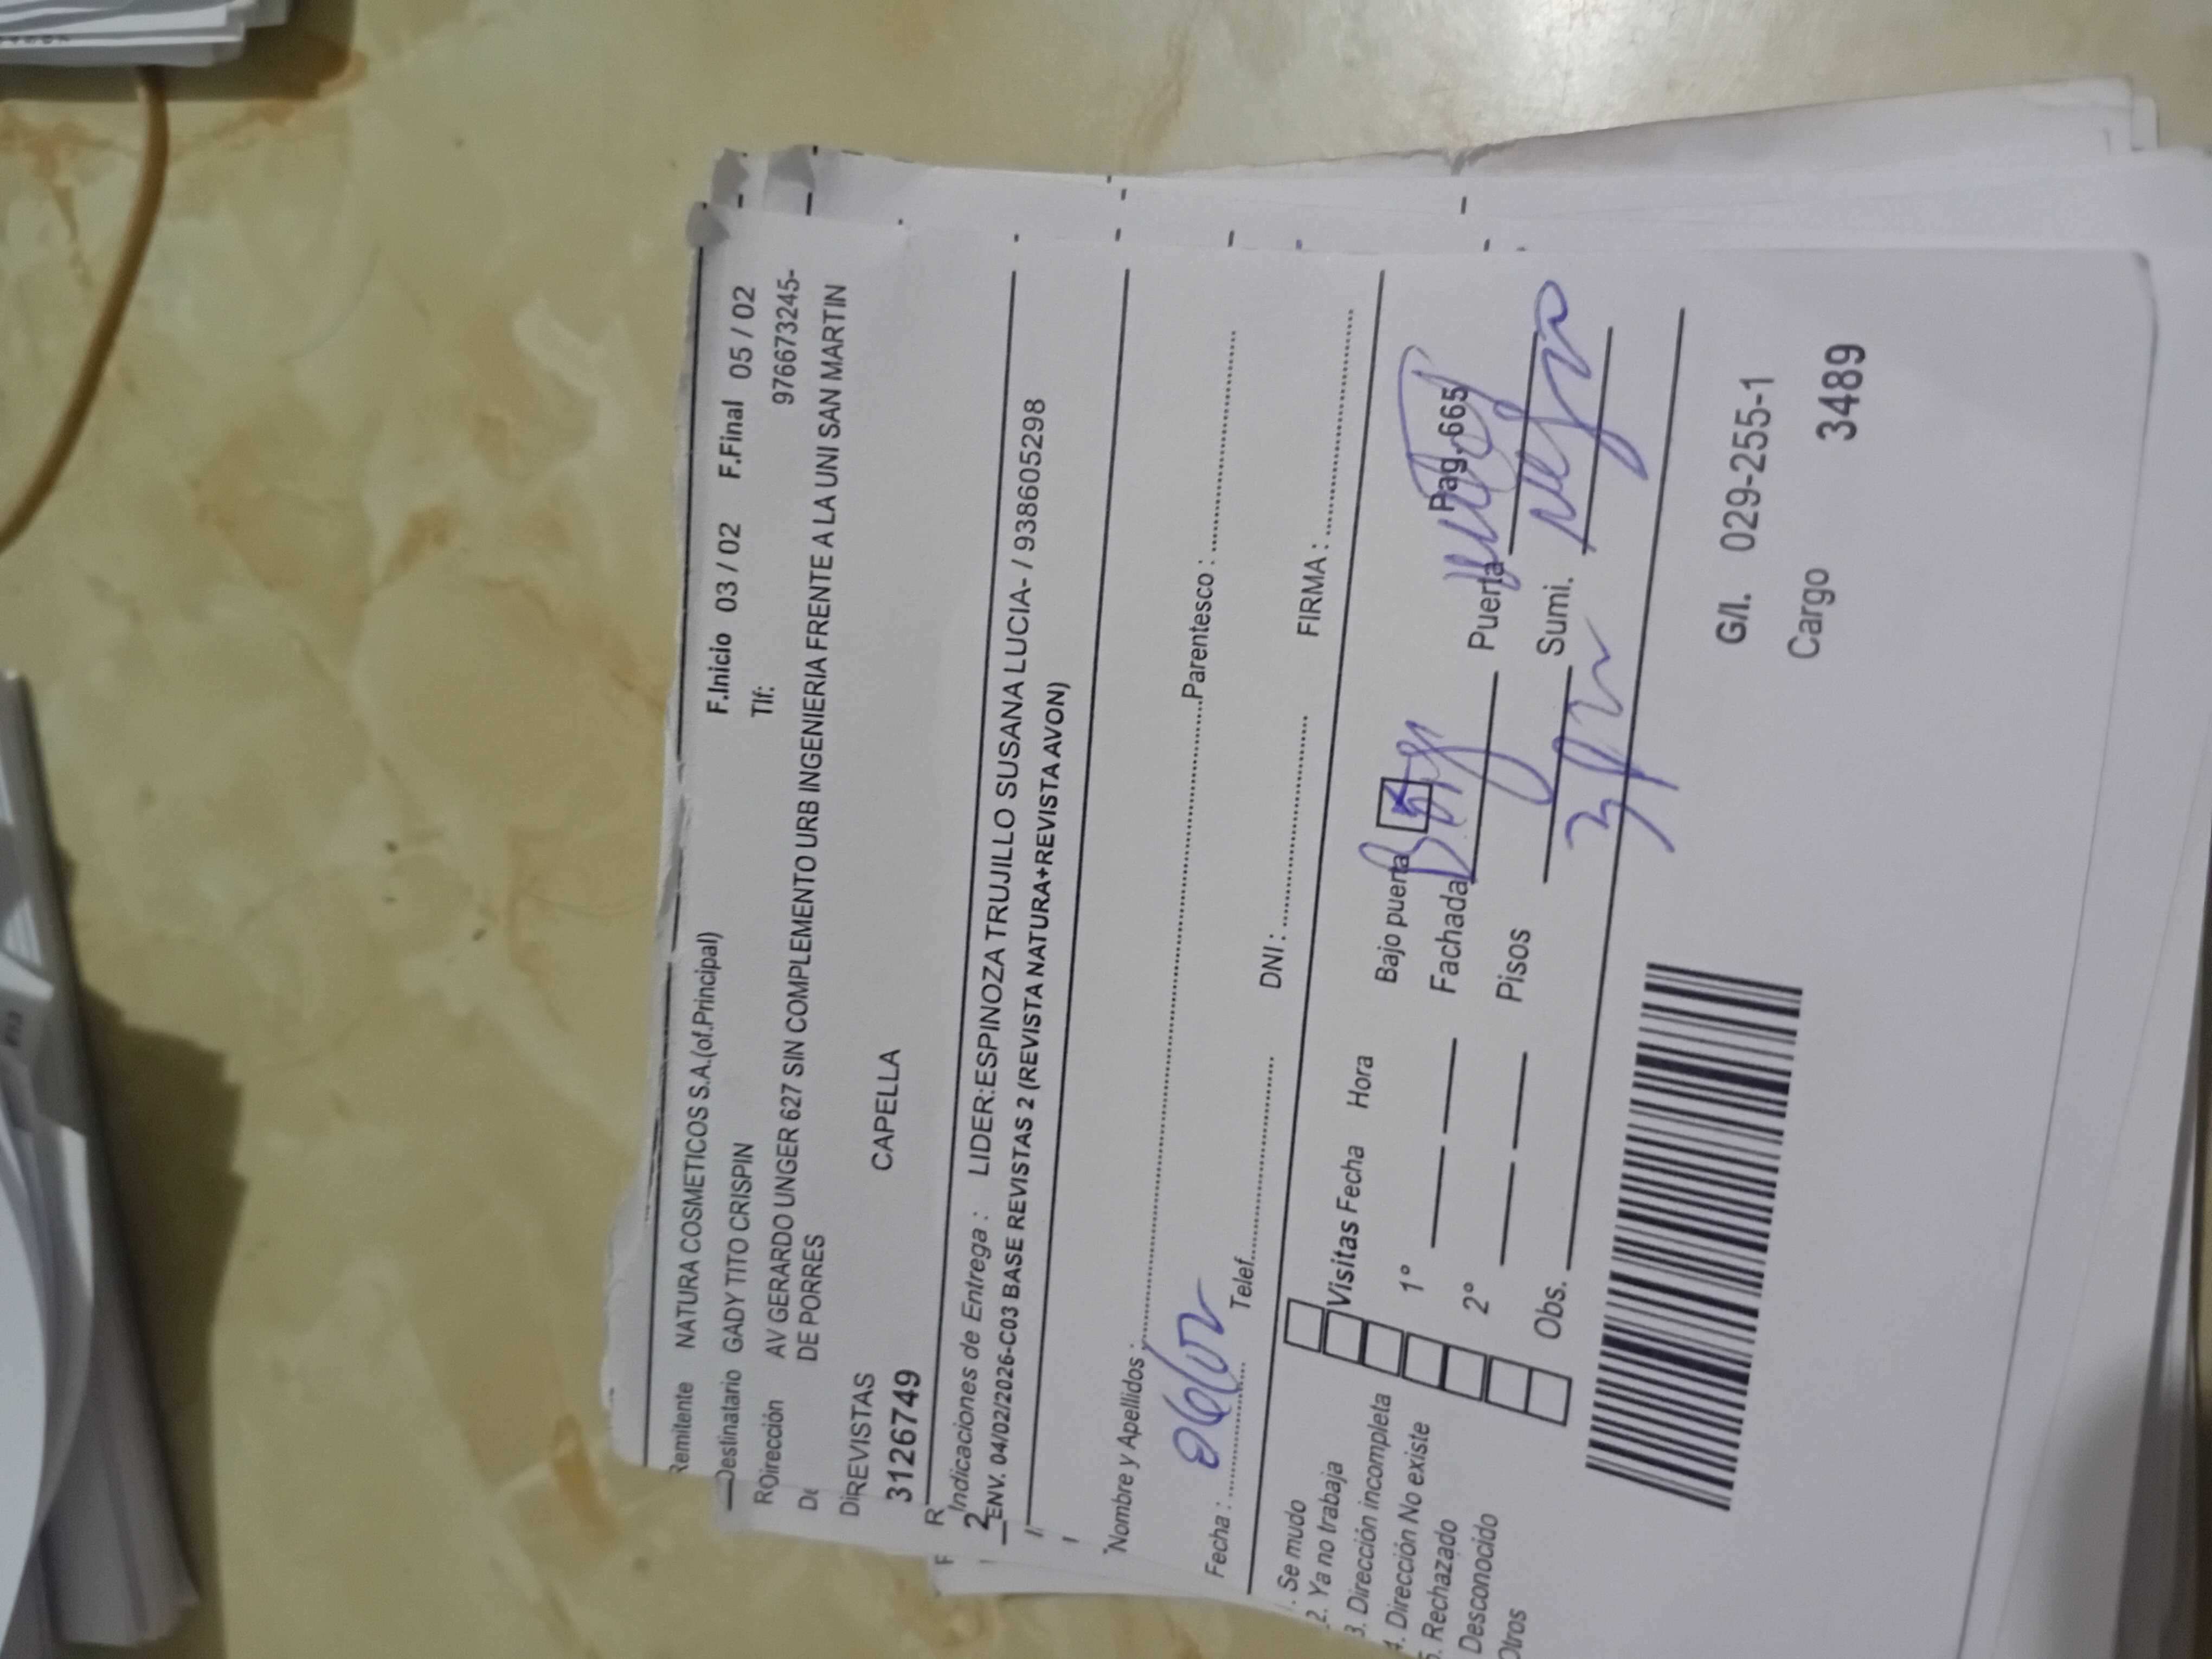 Remitente NATURA COSMETICOS S.A.(of.Principal) F.Inicio 03 / 02 F.Final 05 / 02
Destinatario GADY TITO CRISPIN Tlf: 976673245-
Dirección AV GERARDO UNGER 627 SIN COMPLEMENTO URB INGENIERIA FRENTE A LA UNI SAN MARTIN
DE PORRES
REVISTAS
3126749 CAPELLA
Indicaciones de Entrega : LIDER:ESPINOZA TRUJILLO SUSANA LUCIA- / 938605298
ENV. 04/02/2026-C03 BASE REVISTAS 2 (REVISTA NATURA+REVISTA AVON)
Nombre y Apellidos : Parentesco :
Fecha : Telef. DNI : FIRMA :
1. Se mudo
2. Ya no trabaja
3. Dirección incompleta
4. Dirección No existe
5. Rechazado
Desconocido
Otros
Visitas Fecha Hora Bajo puerta Pag-665
1° Fachada Puerta
2° Pisos 3 Sumi.
Obs.
G/I. 029-255-1
Cargo 3489